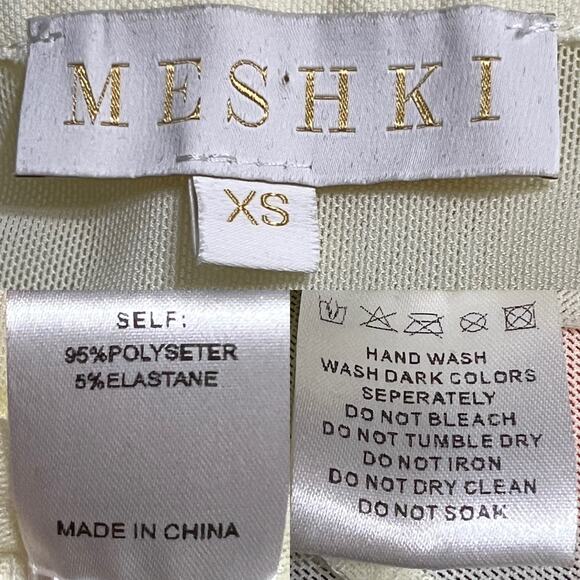 MESHKI
XS
SELF:
95%POLYSETER
5%ELASTANE
MADE IN CHINA
HAND WASH
WASH DARK COLORS
SEPERATELY
DO NOT BLEACH
DO NOT TUMBLE DRY
DO NOT IRON
DO NOT DRY CLEAN
DO NOT SOAK